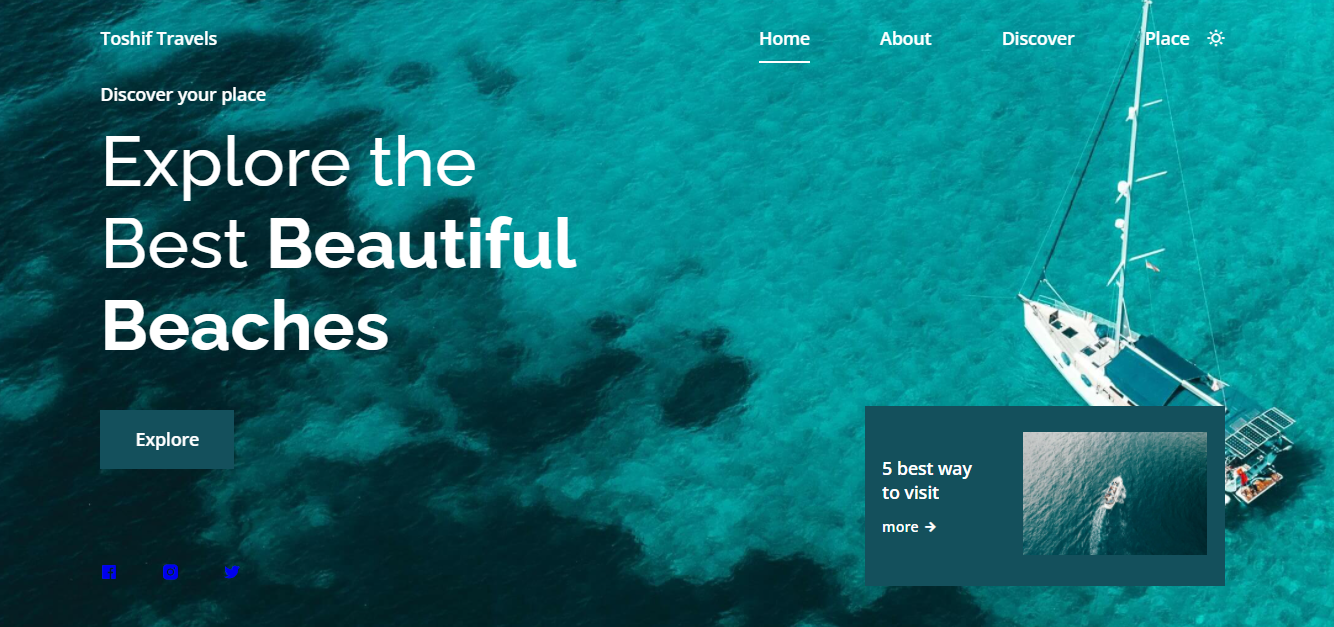 Toshif Travels
Home
About
Discover
Place
Discover your place
Explore the
Best Beautiful
Beaches
Explore
5 best way
to visit
more →